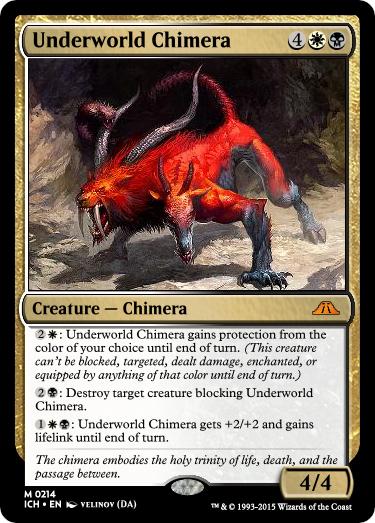 Underworld Chimera 4
Creature — Chimera
2: Underworld Chimera gains protection from the
color of your choice until end of turn. (This creature
can't be blocked, targeted, dealt damage, enchanted, or
equipped by anything of that color until end of turn.)
2: Destroy target creature blocking Underworld
Chimera.
1: Underworld Chimera gets +2/+2 and gains
lifelink until end of turn.
The chimera embodies the holy trinity of life, death, and the
passage between.
4/4
M 0214
ICH • EN YELINOV (DA)
™ & © 1993-2015 Wizards of the Coast